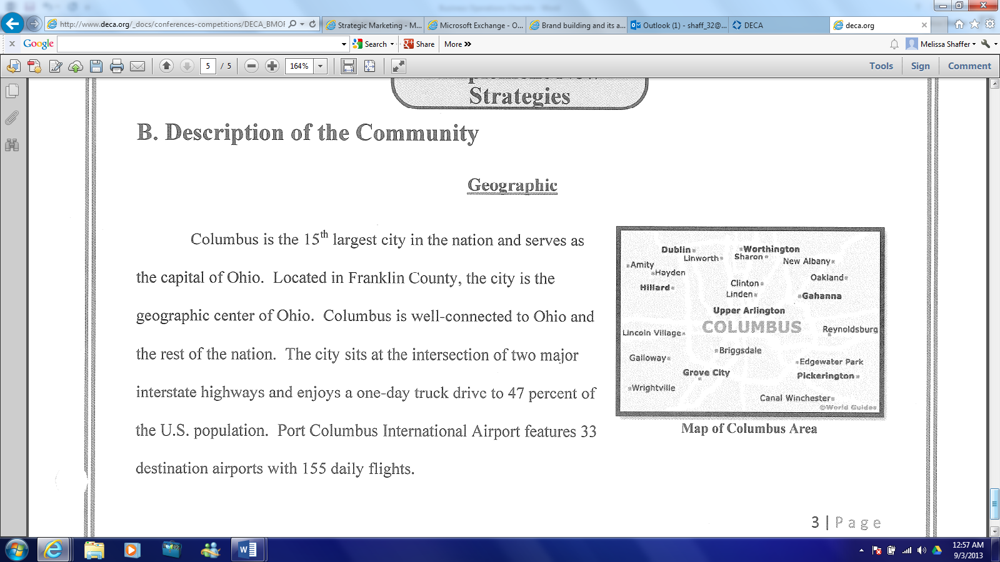 http://www.deca.org/_docs/conferences-competitions/DECA_BMOF
Strategic Marketing - M...
Microsoft Exchange - O...
Brand building and its a...
Outlook (1) - shaff_32@...
DECA
deca.org
x Google
Search
Share
More »
Melissa Shaffer
5 / 5
164%
Tools
Sign
Comment
Strategies
B. Description of the Community
Geographic
Columbus is the 15th largest city in the nation and serves as
the capital of Ohio. Located in Franklin County, the city is the
geographic center of Ohio. Columbus is well-connected to Ohio and
the rest of the nation. The city sits at the intersection of two major
interstate highways and enjoys a one-day truck drive to 47 percent of
the U.S. population. Port Columbus International Airport features 33
destination airports with 155 daily flights.
Dublin
Worthington
Linworth
Sharon
New Albany
Amity
Hayden
Oakland
Hillard
Clinton
Linden
Gahanna
Upper Arlington
COLUMBUS
Reynoldsburg
Lincoln Village
Briggsdale
Galloway
Edgewater Park
Grove City
Pickerington
Wrightville
Canal Winchester
©World Guides
Map of Columbus Area
3 | Page
12:57 AM
9/3/2013